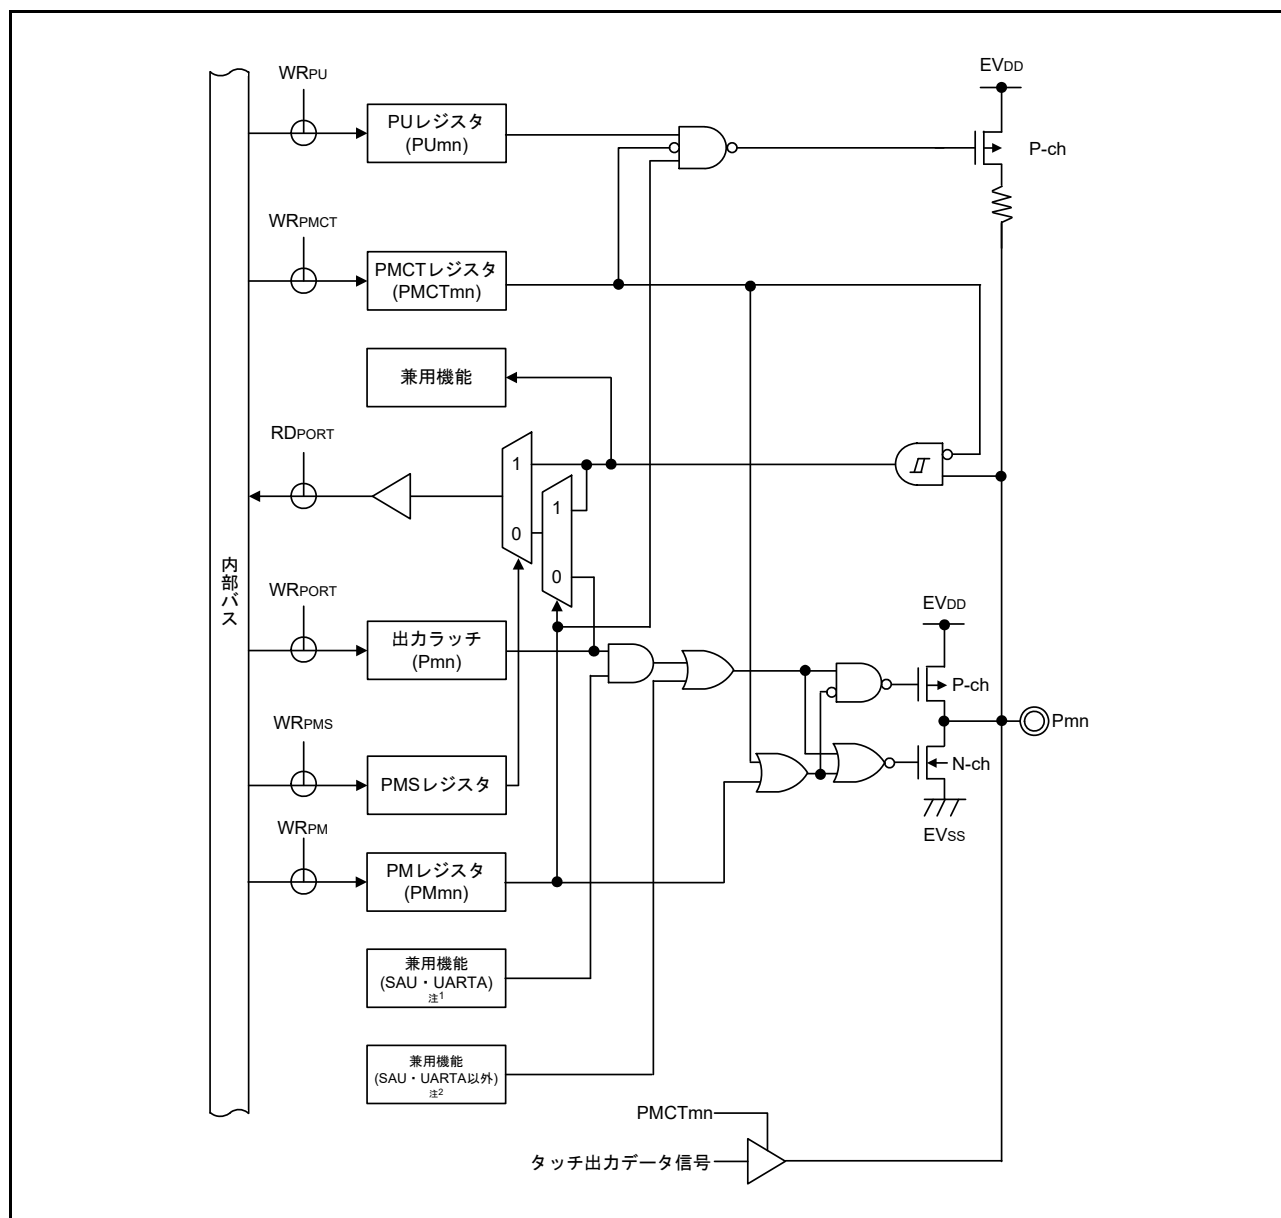 WRPU
EVDD
PUレジスタ
(PUmn)
P-ch
WRPMCT
PMCTレジスタ
(PMCTmn)
兼用機能
RDPORT
1
0
1
0
内部バス
WRPORT
出力ラッチ
(Pmn)
EVDD
P-ch
Pmn
N-ch
EVSS
WRPMS
PMSレジスタ
WRPM
PMレジスタ
(PMmn)
兼用機能
(SAU・UARTA)
注1
兼用機能
(SAU・UARTA以外)
注2
PMCTmn
タッチ出力データ信号